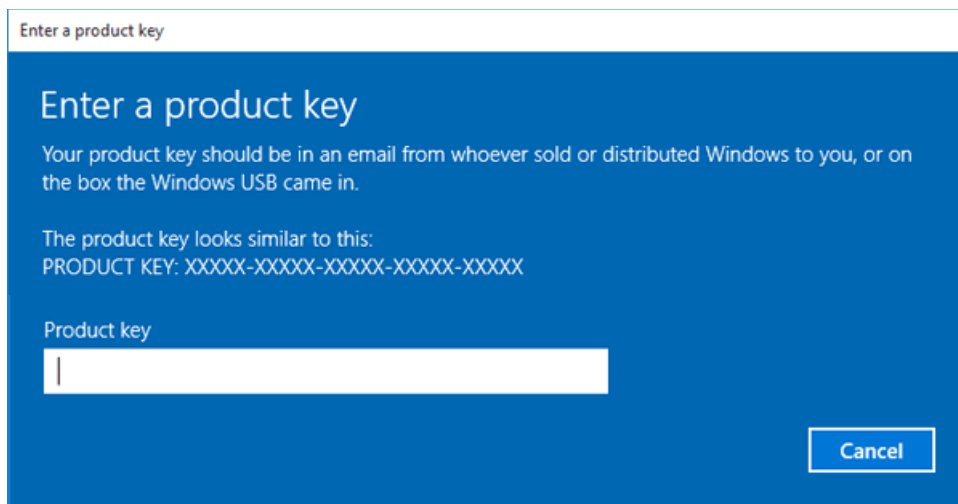 Enter a product key
Enter a product key
Your product key should be in an email from whoever sold or distributed Windows to you, or on
the box the Windows USB came in.
The product key looks similar to this:
PRODUCT KEY: XXXXX-XXXXX-XXXXX-XXXXX-XXXXX
Product key
Cancel